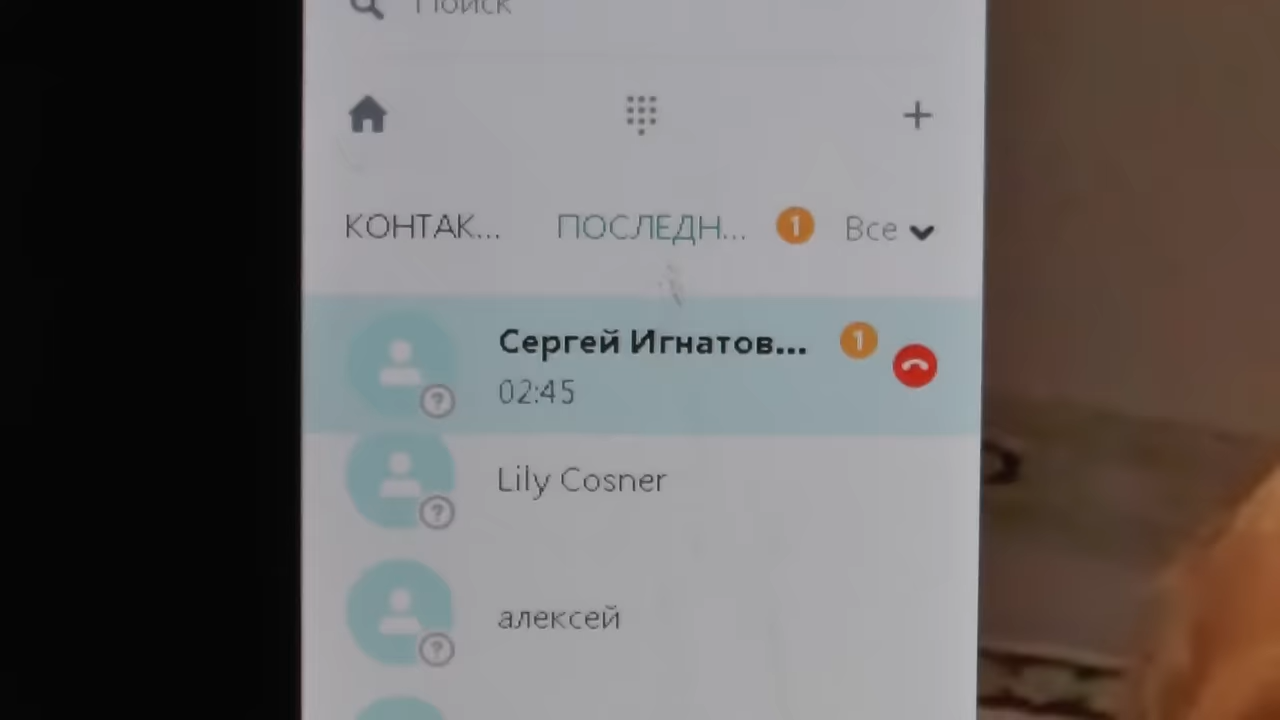 Поиск
КОНТАК... ПОСЛЕДН... 1 Все
Сергей Игнатов... 1
02:45
?
Lily Cosner
?
алексей
?